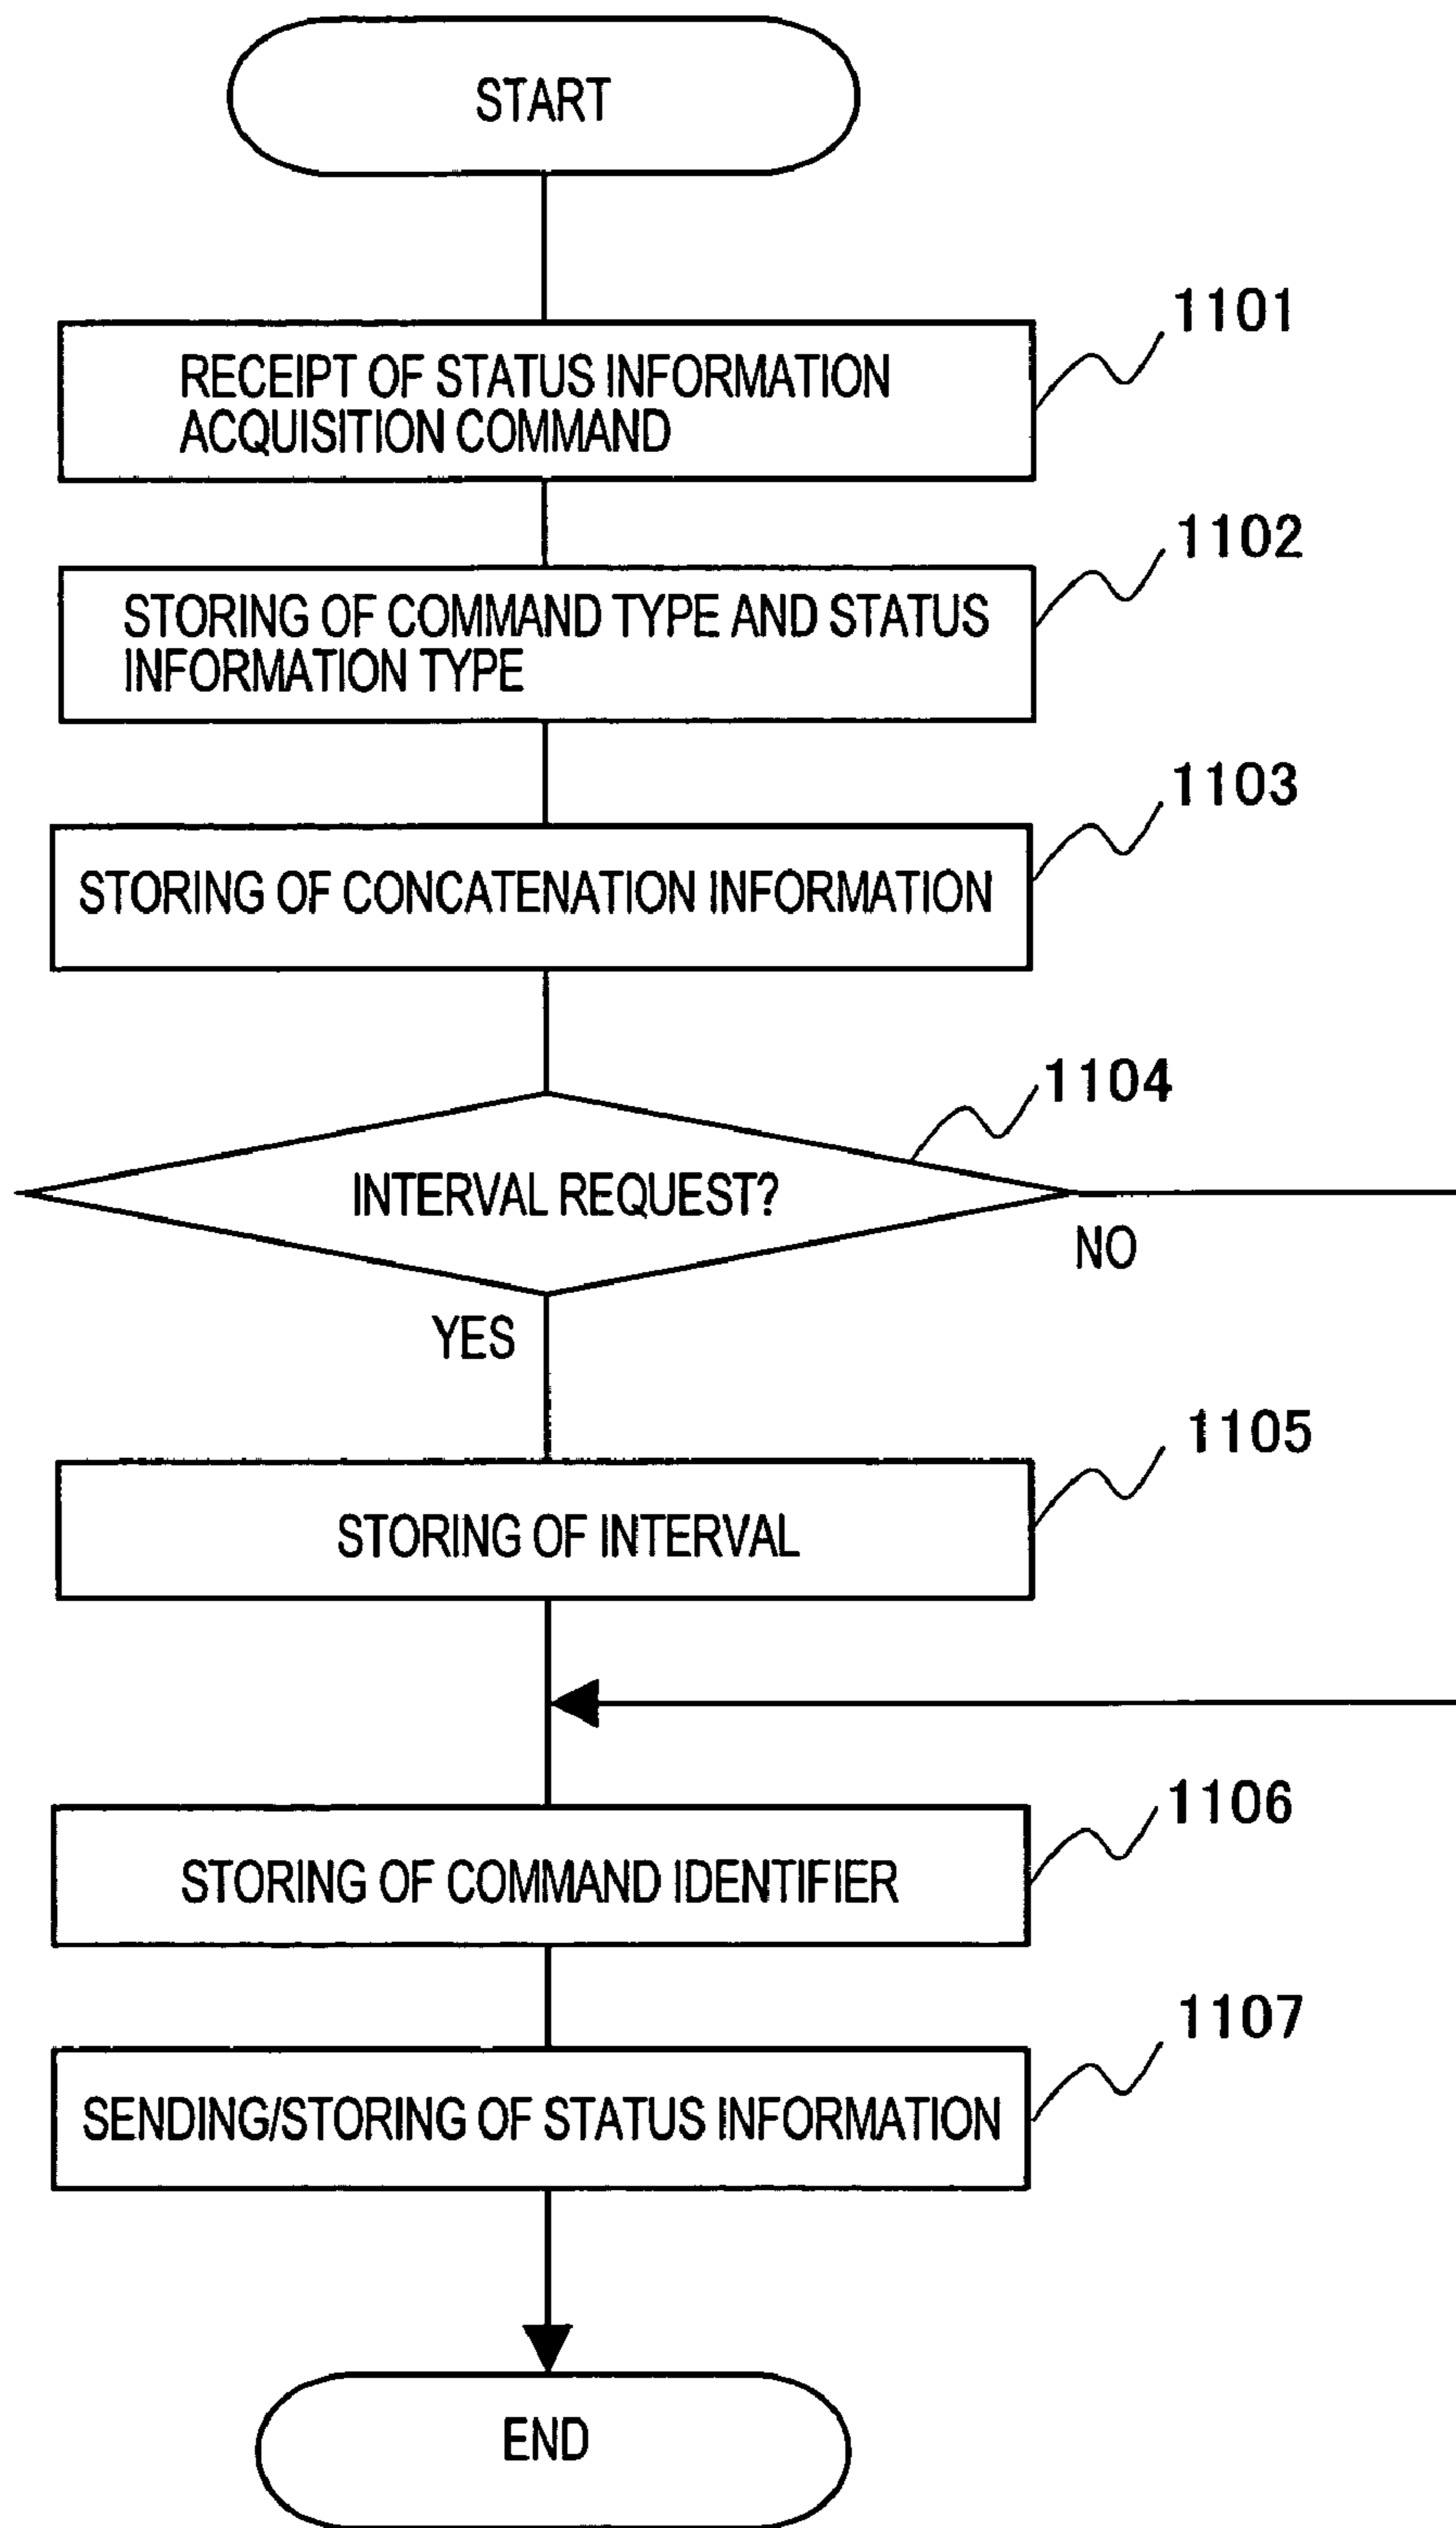 START
1101
RECEIPT OF STATUS INFORMATION
ACQUISITION COMMAND
1102
STORING OF COMMAND TYPE AND STATUS
INFORMATION TYPE
1103
STORING OF CONCATENATION INFORMATION
1104
INTERVAL REQUEST?
NO
YES
1105
STORING OF INTERVAL
1106
STORING OF COMMAND IDENTIFIER
1107
SENDING/STORING OF STATUS INFORMATION
END